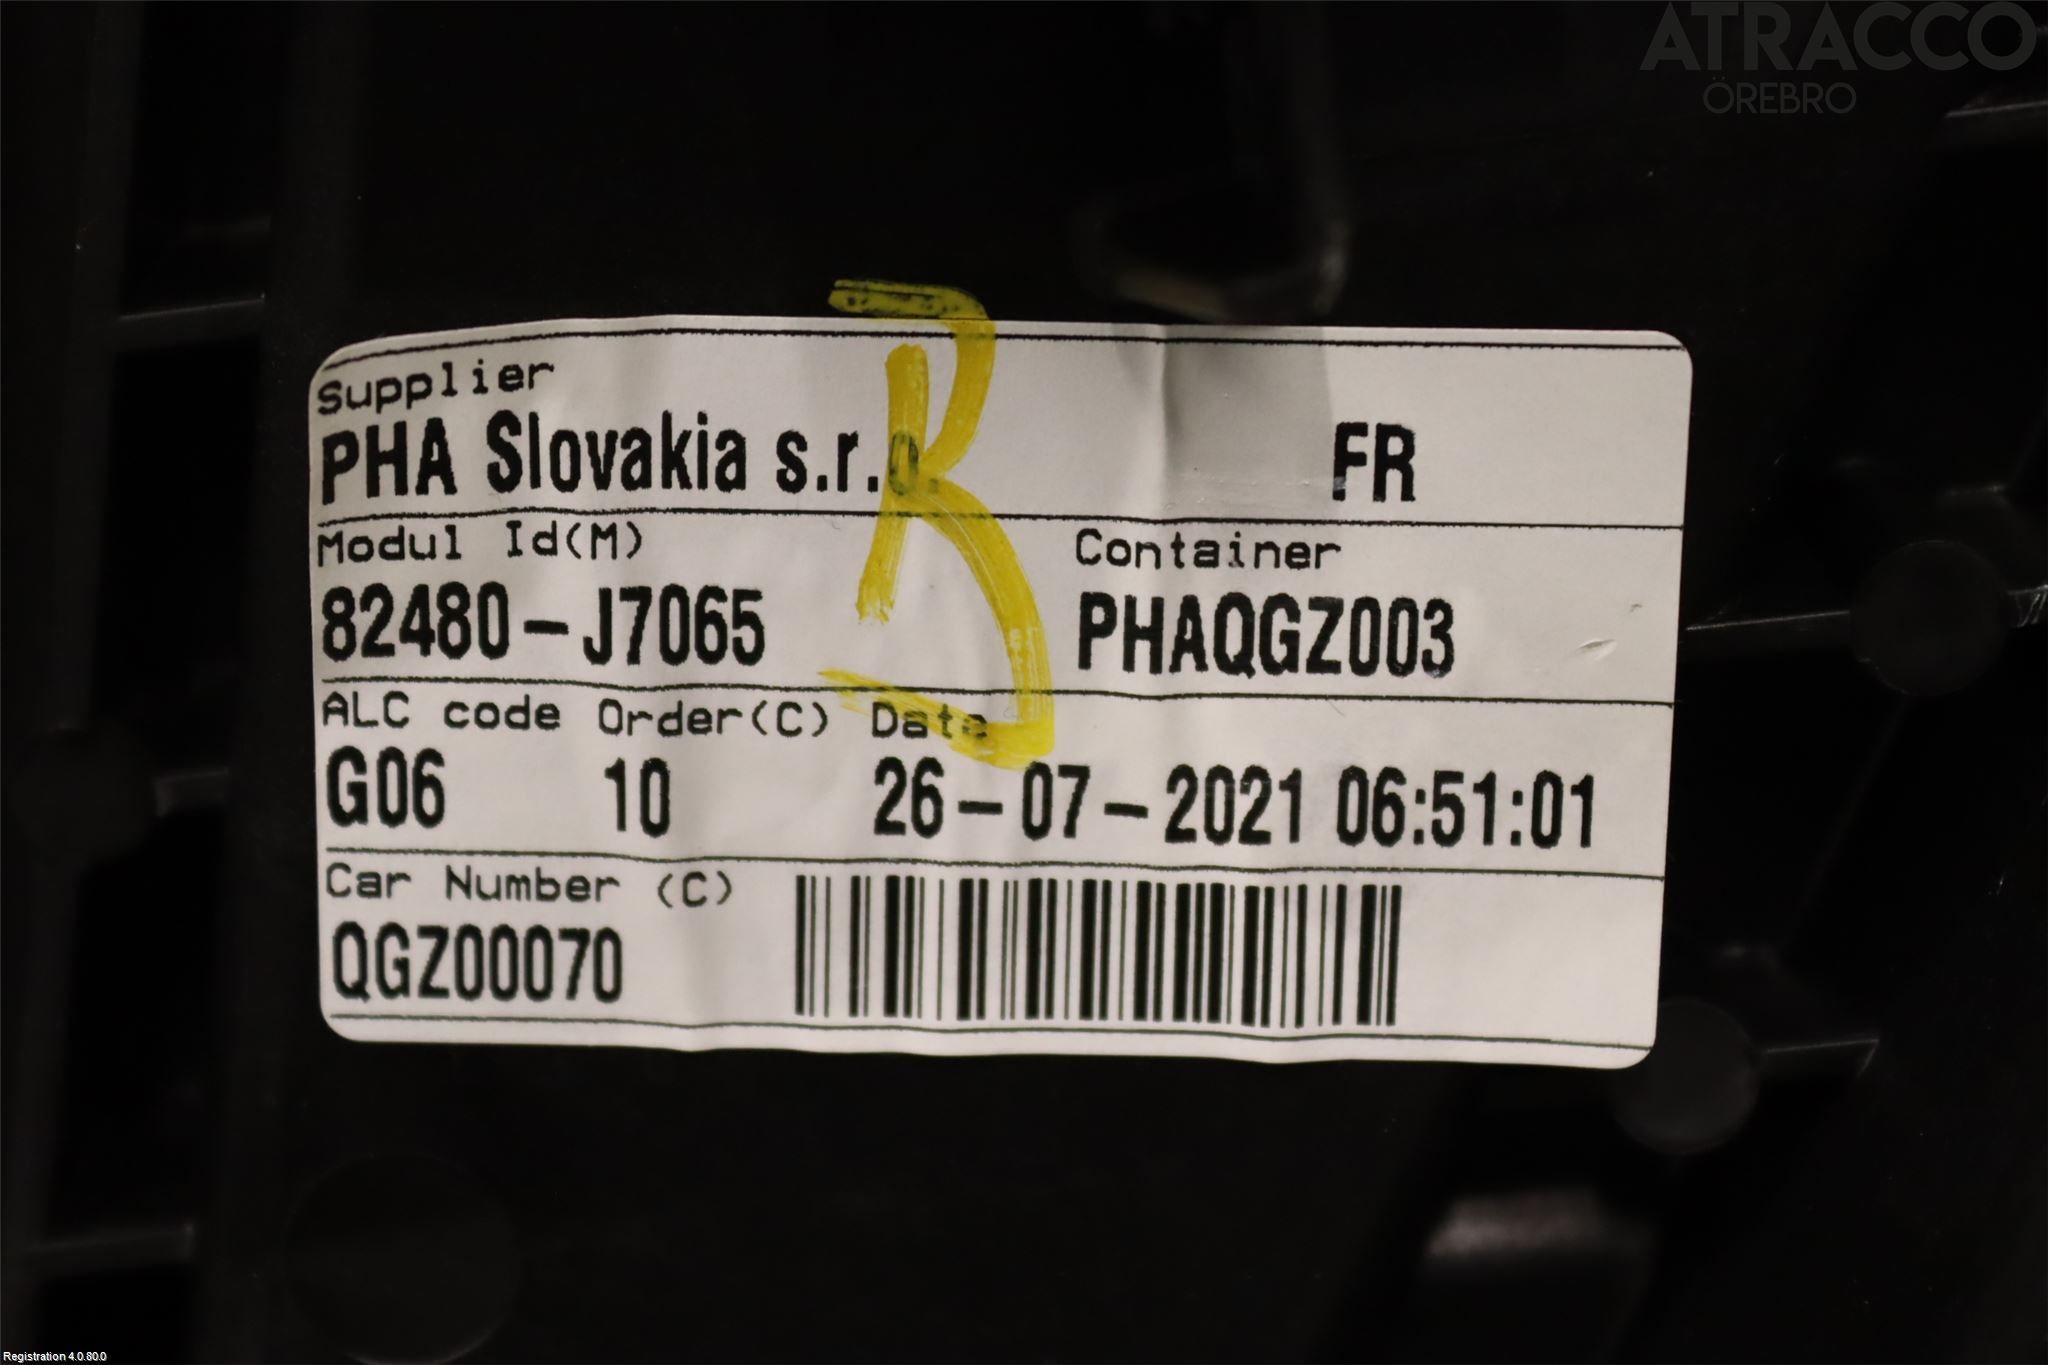 ATRACCO
ÖREBRO
Supplier
PHA Slovakia s.r.o. FR
Modul Id(M) Container
82480-J7065 PHAQGZ003
ALC code Order(C) Date
G06 10 26-07-2021 06:51:01
Car Number (C)
QGZ00070
Registration 4.0.80.0